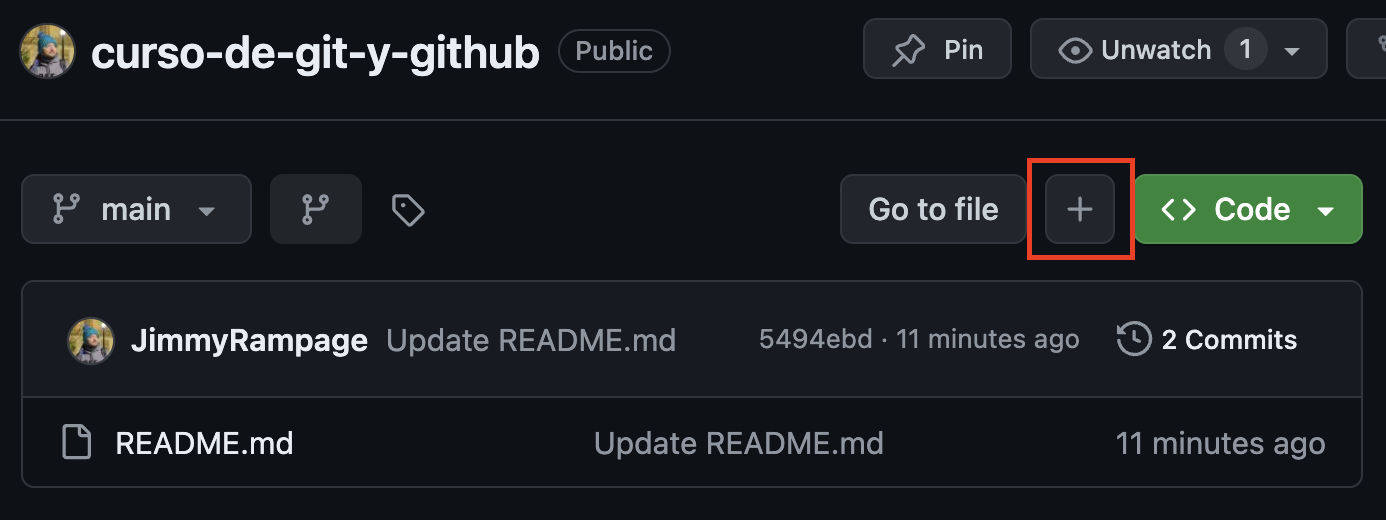 curso-de-git-y-github Public Pin Unwatch 1
main Go to file + <> Code
JimmyRampage Update README.md 5494ebd · 11 minutes ago 2 Commits
README.md Update README.md 11 minutes ago